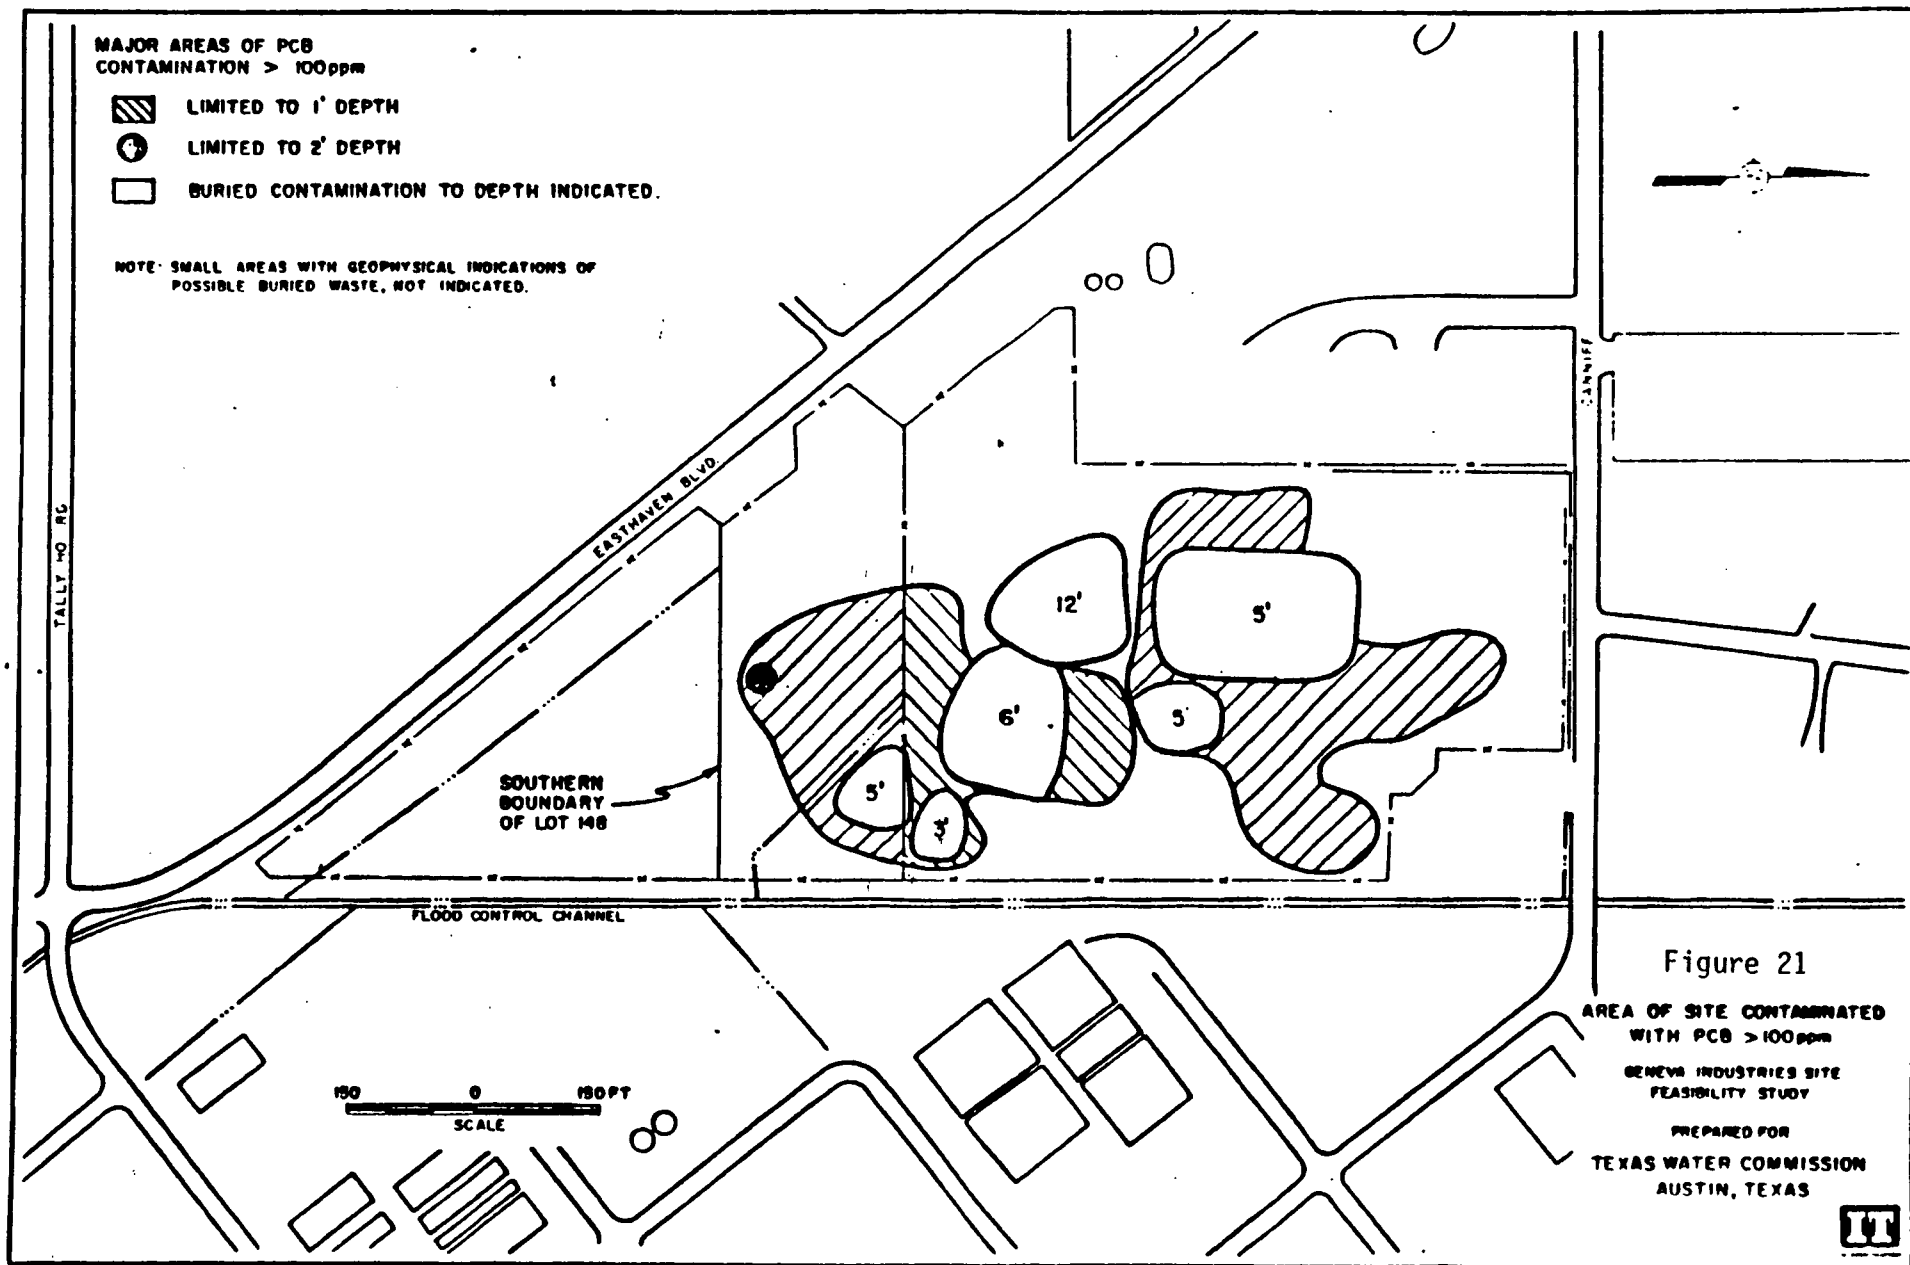 MAJOR AREAS OF PCB
CONTAMINATION > 100ppm
LIMITED TO 1' DEPTH
LIMITED TO 2' DEPTH
BURIED CONTAMINATION TO DEPTH INDICATED.
NOTE: SMALL AREAS WITH GEOPHYSICAL INDICATIONS OF
POSSIBLE BURIED WASTE, NOT INDICATED.
TALLY HO RD
EASTHAVEN BLVD.
CANNIFF
12'
5'
6'
5'
5'
3'
SOUTHERN
BOUNDARY
OF LOT 148
FLOOD CONTROL CHANNEL
150 0 150 FT
SCALE
Figure 21
AREA OF SITE CONTAMINATED
WITH PCB >100ppm
GENEVA INDUSTRIES SITE
FEASIBILITY STUDY
PREPARED FOR
TEXAS WATER COMMISSION
AUSTIN, TEXAS
IT